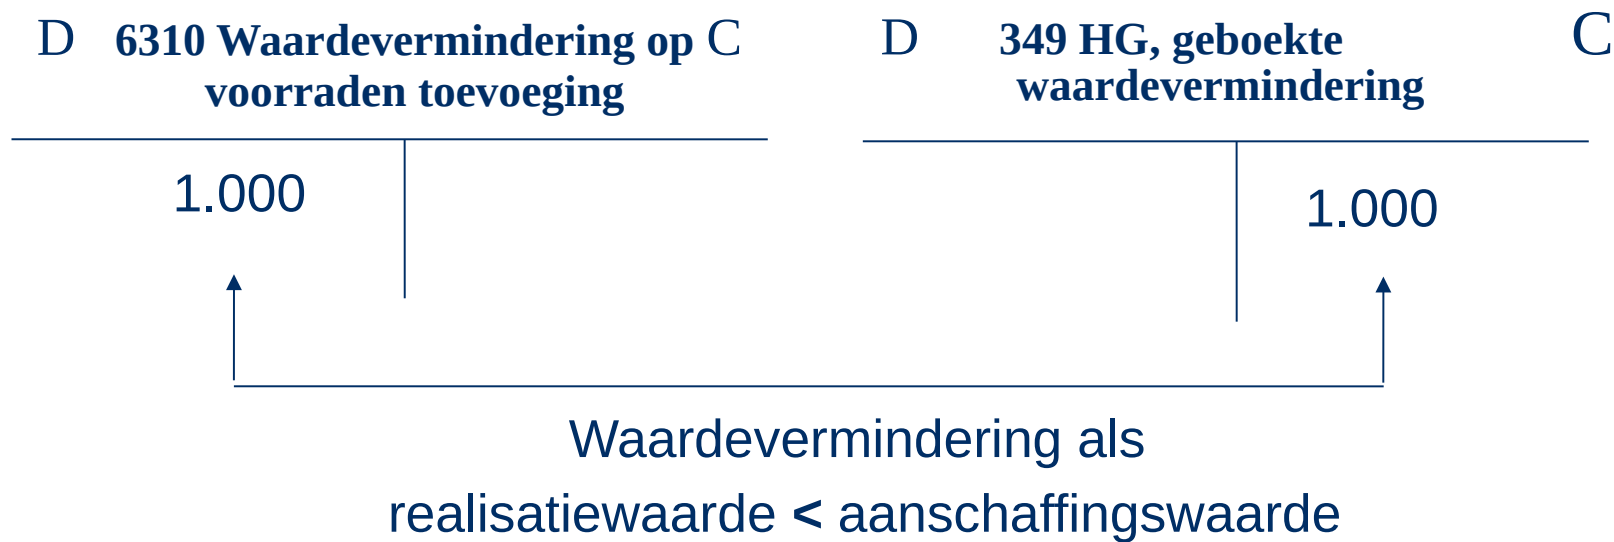 D 6310 Waardevermindering op C
voorraden toevoeging
D 349 HG, geboekte C
waardevermindering
1.000
1.000
Waardevermindering als
realisatiewaarde < aanschaffingswaarde